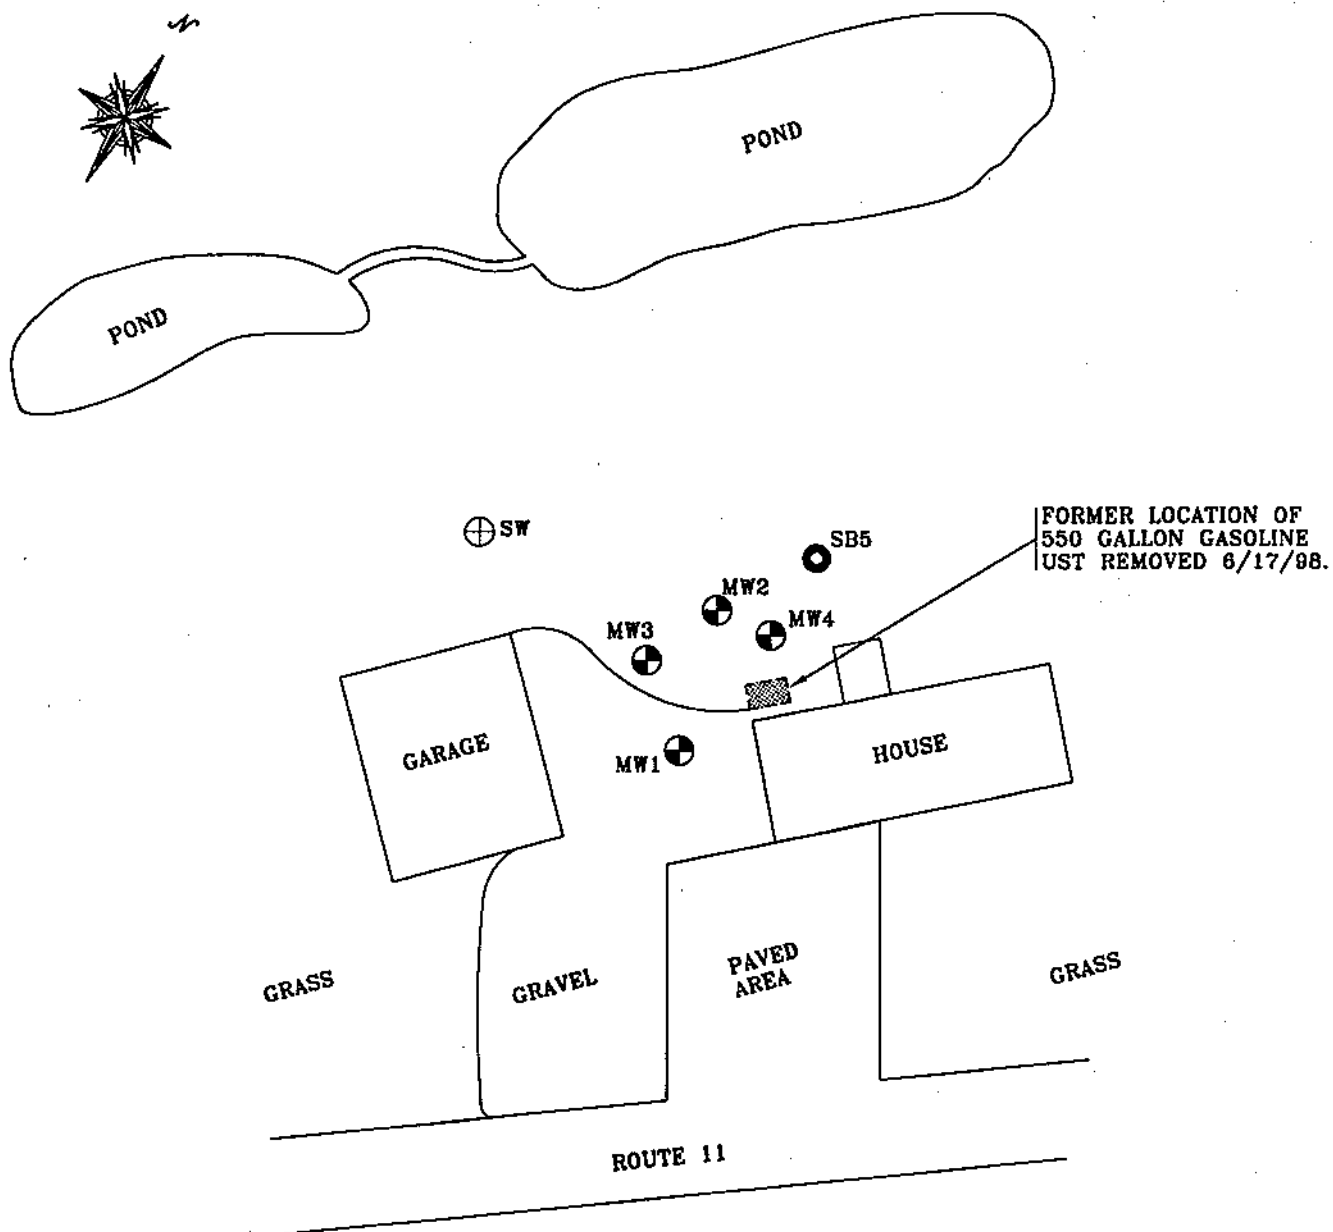 N
POND
POND
SW
SB5
FORMER LOCATION OF
550 GALLON GASOLINE
UST REMOVED 6/17/98.
MW2
MW4
MW3
GARAGE
MW1
HOUSE
GRASS
GRAVEL
PAVED
AREA
GRASS
ROUTE 11